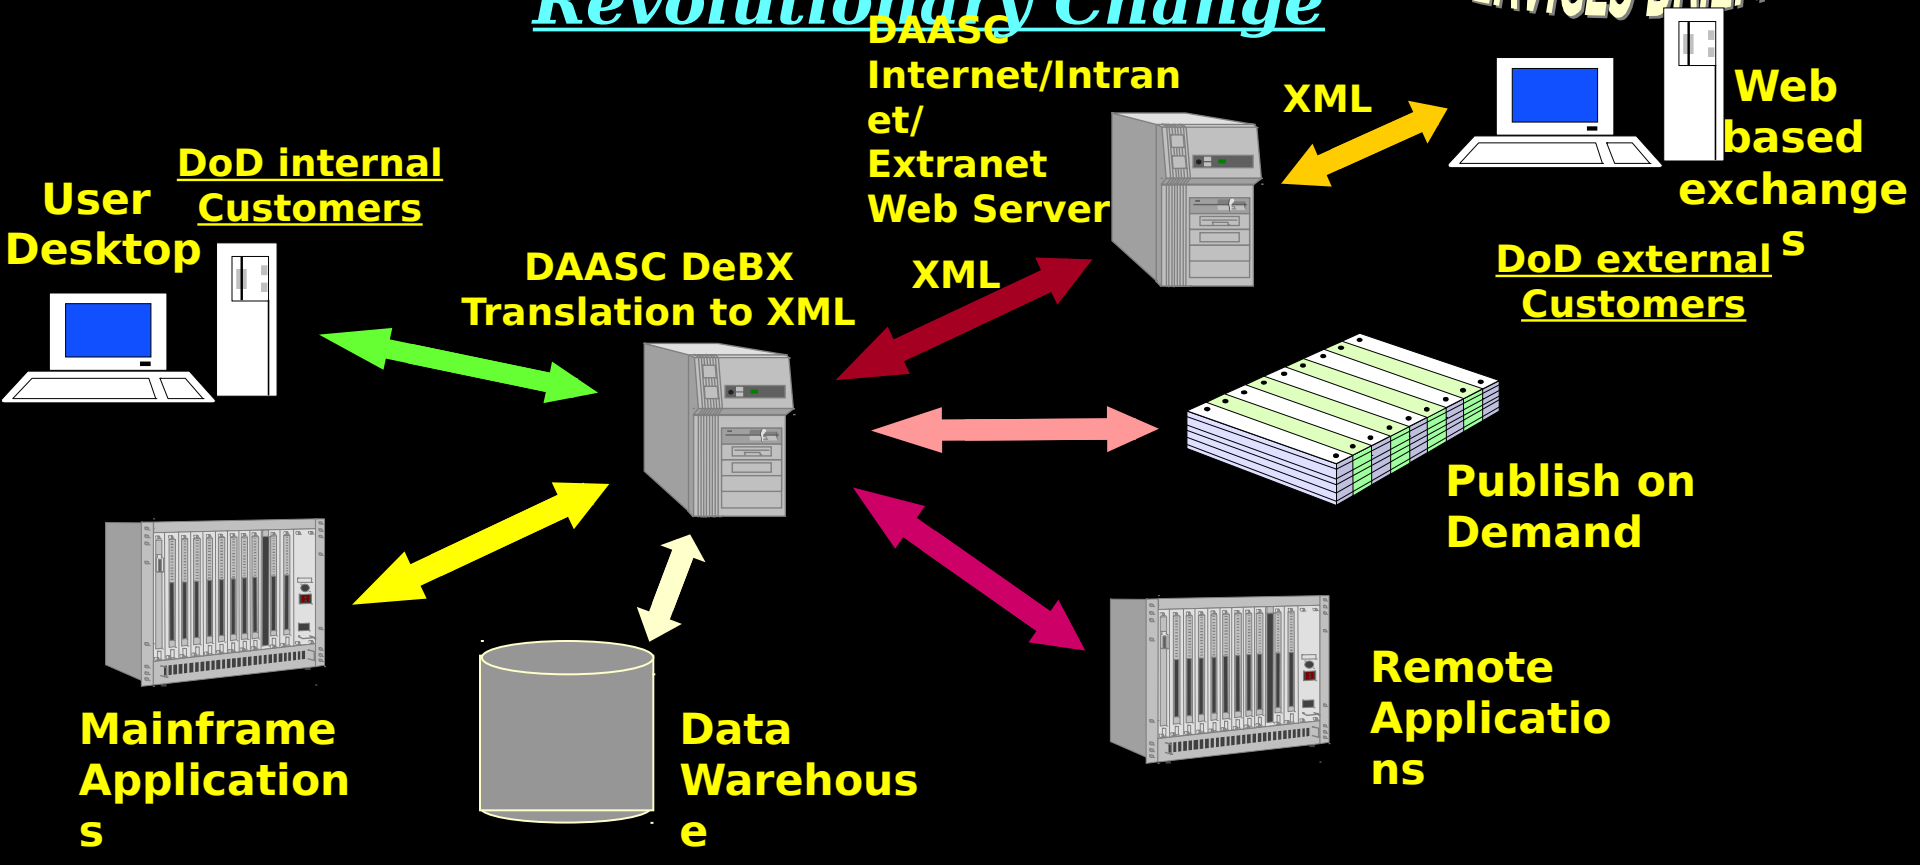 Revolutionary Change
DAASC
Internet/Intran
et/
Extranet
Web Server
XML
Web
based
exchange
s
DoD internal
Customers
User
Desktop
DAASC DeBX
Translation to XML
XML
DoD external
Customers
Publish on
Demand
Mainframe
Application
s
Data
Warehous
e
Remote
Applicatio
ns